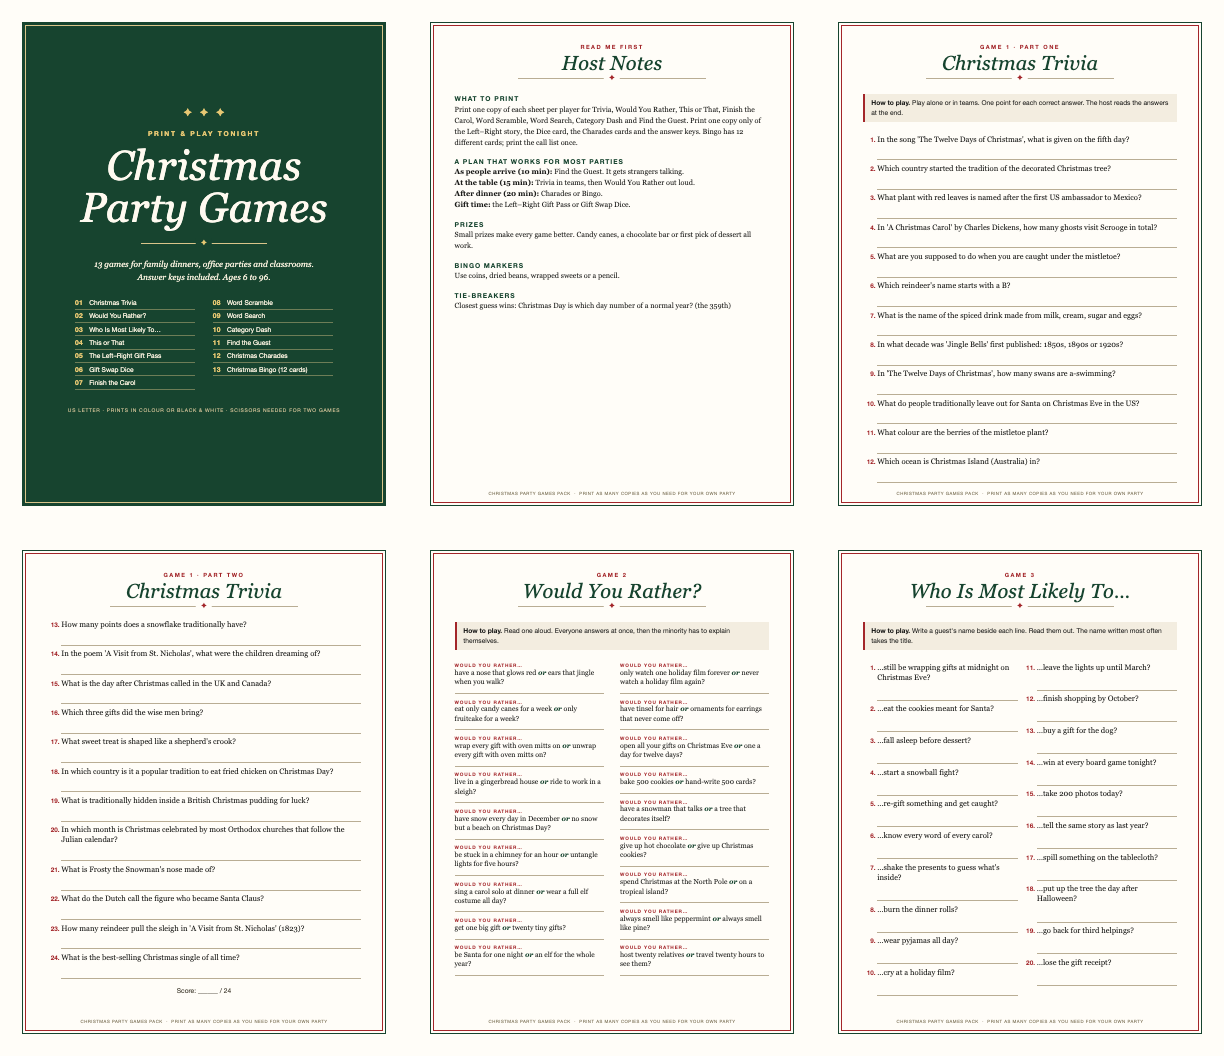 PRINT & PLAY TONIGHT
Christmas
Party Games
13 games for family dinners, office parties and classrooms.
Answer keys included. Ages 6 to 96.
01 Christmas Trivia
02 Would You Rather?
03 Who Is Most Likely To...
04 This or That
05 The Left–Right Gift Pass
06 Gift Swap Dice
07 Finish the Carol
08 Word Scramble
09 Word Search
10 Category Dash
11 Find the Guest
12 Christmas Charades
13 Christmas Bingo (12 cards)
US LETTER · PRINTS IN COLOUR OR BLACK & WHITE · SCISSORS NEEDED FOR TWO GAMES
READ ME FIRST
Host Notes
WHAT TO PRINT
Print one copy of each sheet per player for Trivia, Would You Rather, This or That, Finish the
Carol, Word Scramble, Word Search, Category Dash and Find the Guest. Print one copy only of
the Left–Right story, the Dice card, the Charades cards and the answer keys. Bingo has 12
different cards; print the call list once.
A PLAN THAT WORKS FOR MOST PARTIES
As people arrive (10 min): Find the Guest. It gets strangers talking.
At the table (15 min): Trivia in teams, then Would You Rather out loud.
After dinner (20 min): Charades or Bingo.
Gift time: the Left–Right Gift Pass or Gift Swap Dice.
PRIZES
Small prizes make every game better. Candy canes, a chocolate bar or first pick of dessert all
work.
BINGO MARKERS
Use coins, dried beans, wrapped sweets or a pencil.
TIE-BREAKERS
Closest guess wins: Christmas Day is which day number of a normal year? (the 359th)
CHRISTMAS PARTY GAMES PACK · PRINT AS MANY COPIES AS YOU NEED FOR YOUR OWN PARTY
GAME 1 · PART ONE
Christmas Trivia
How to play. Play alone or in teams. One point for each correct answer. The host reads the answers
at the end.
1. In the song 'The Twelve Days of Christmas', what is given on the fifth day?
2. Which country started the tradition of the decorated Christmas tree?
3. What plant with red leaves is named after the first US ambassador to Mexico?
4. In 'A Christmas Carol' by Charles Dickens, how many ghosts visit Scrooge in total?
5. What are you supposed to do when you are caught under the mistletoe?
6. Which reindeer's name starts with a B?
7. What is the name of the spiced drink made from milk, cream, sugar and eggs?
8. In what decade was 'Jingle Bells' first published: 1850s, 1890s or 1920s?
9. In 'The Twelve Days of Christmas', how many swans are a-swimming?
10. What do people traditionally leave out for Santa on Christmas Eve in the US?
11. What colour are the berries of the mistletoe plant?
12. Which ocean is Christmas Island (Australia) in?
CHRISTMAS PARTY GAMES PACK · PRINT AS MANY COPIES AS YOU NEED FOR YOUR OWN PARTY
GAME 1 · PART TWO
Christmas Trivia
13. How many points does a snowflake traditionally have?
14. In the poem 'A Visit from St. Nicholas', what were the children dreaming of?
15. What is the day after Christmas called in the UK and Canada?
16. Which three gifts did the wise men bring?
17. What sweet treat is shaped like a shepherd's crook?
18. In which country is it a popular tradition to eat fried chicken on Christmas Day?
19. What is traditionally hidden inside a British Christmas pudding for luck?
20. In which month is Christmas celebrated by most Orthodox churches that follow the
Julian calendar?
21. What is Frosty the Snowman's nose made of?
22. What do the Dutch call the figure who became Santa Claus?
23. How many reindeer pull the sleigh in 'A Visit from St. Nicholas' (1823)?
24. What is the best-selling Christmas single of all time?
Score: _____ / 24
CHRISTMAS PARTY GAMES PACK · PRINT AS MANY COPIES AS YOU NEED FOR YOUR OWN PARTY
GAME 2
Would You Rather?
How to play. Read one aloud. Everyone answers at once, then the minority has to explain
themselves.
WOULD YOU RATHER...
have a nose that glows red or ears that jingle
when you walk?
WOULD YOU RATHER...
eat only candy canes for a week or only
fruitcake for a week?
WOULD YOU RATHER...
wrap every gift with oven mitts on or unwrap
every gift with oven mitts on?
WOULD YOU RATHER...
live in a gingerbread house or ride to work in a
sleigh?
WOULD YOU RATHER...
have snow every day in December or no snow
but a beach on Christmas Day?
WOULD YOU RATHER...
be stuck in a chimney for an hour or untangle
lights for five hours?
WOULD YOU RATHER...
sing a carol solo at dinner or wear a full elf
costume all day?
WOULD YOU RATHER...
get one big gift or twenty tiny gifts?
WOULD YOU RATHER...
be Santa for one night or an elf for the whole
year?
WOULD YOU RATHER...
only watch one holiday film forever or never
watch a holiday film again?
WOULD YOU RATHER...
have tinsel for hair or ornaments for earrings
that never come off?
WOULD YOU RATHER...
open all your gifts on Christmas Eve or one a
day for twelve days?
WOULD YOU RATHER...
bake 500 cookies or hand-write 500 cards?
WOULD YOU RATHER...
have a snowman that talks or a tree that
decorates itself?
WOULD YOU RATHER...
give up hot chocolate or give up Christmas
cookies?
WOULD YOU RATHER...
spend Christmas at the North Pole or on a
tropical island?
WOULD YOU RATHER...
always smell like peppermint or always smell
like pine?
WOULD YOU RATHER...
host twenty relatives or travel twenty hours to
see them?
CHRISTMAS PARTY GAMES PACK · PRINT AS MANY COPIES AS YOU NEED FOR YOUR OWN PARTY
GAME 3
Who Is Most Likely To...
How to play. Write a guest's name beside each line. Read them out. The name written most often
takes the title.
1. ...still be wrapping gifts at midnight on
Christmas Eve?
2. ...eat the cookies meant for Santa?
3. ...fall asleep before dessert?
4. ...start a snowball fight?
5. ...re-gift something and get caught?
6. ...know every word of every carol?
7. ...shake the presents to guess what's
inside?
8. ...burn the dinner rolls?
9. ...wear pyjamas all day?
10. ...cry at a holiday film?
11. ...leave the lights up until March?
12. ...finish shopping by October?
13. ...buy a gift for the dog?
14. ...win at every board game tonight?
15. ...take 200 photos today?
16. ...tell the same story as last year?
17. ...spill something on the tablecloth?
18. ...put up the tree the day after
Halloween?
19. ...go back for third helpings?
20. ...lose the gift receipt?
CHRISTMAS PARTY GAMES PACK · PRINT AS MANY COPIES AS YOU NEED FOR YOUR OWN PARTY